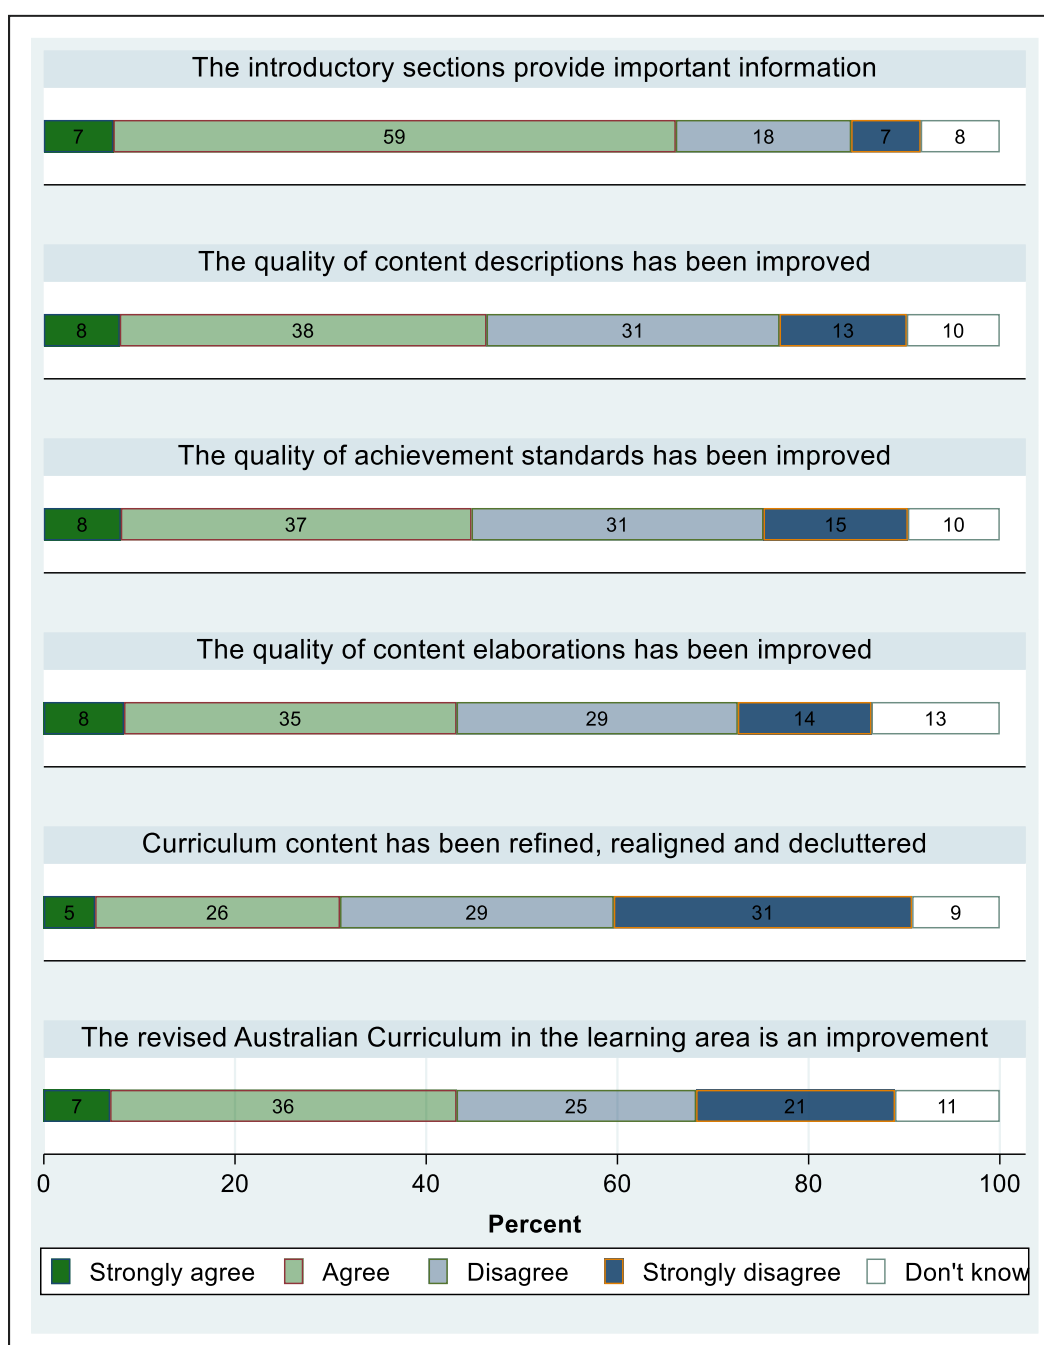 The introductory sections provide important information
7 59 18 7 8
The quality of content descriptions has been improved
8 38 31 13 10
The quality of achievement standards has been improved
8 37 31 15 10
The quality of content elaborations has been improved
8 35 29 14 13
Curriculum content has been refined, realigned and decluttered
5 26 29 31 9
The revised Australian Curriculum in the learning area is an improvement
7 36 25 21 11
0 20 40 60 80 100
Percent
Strongly agree Agree Disagree Strongly disagree Don't know